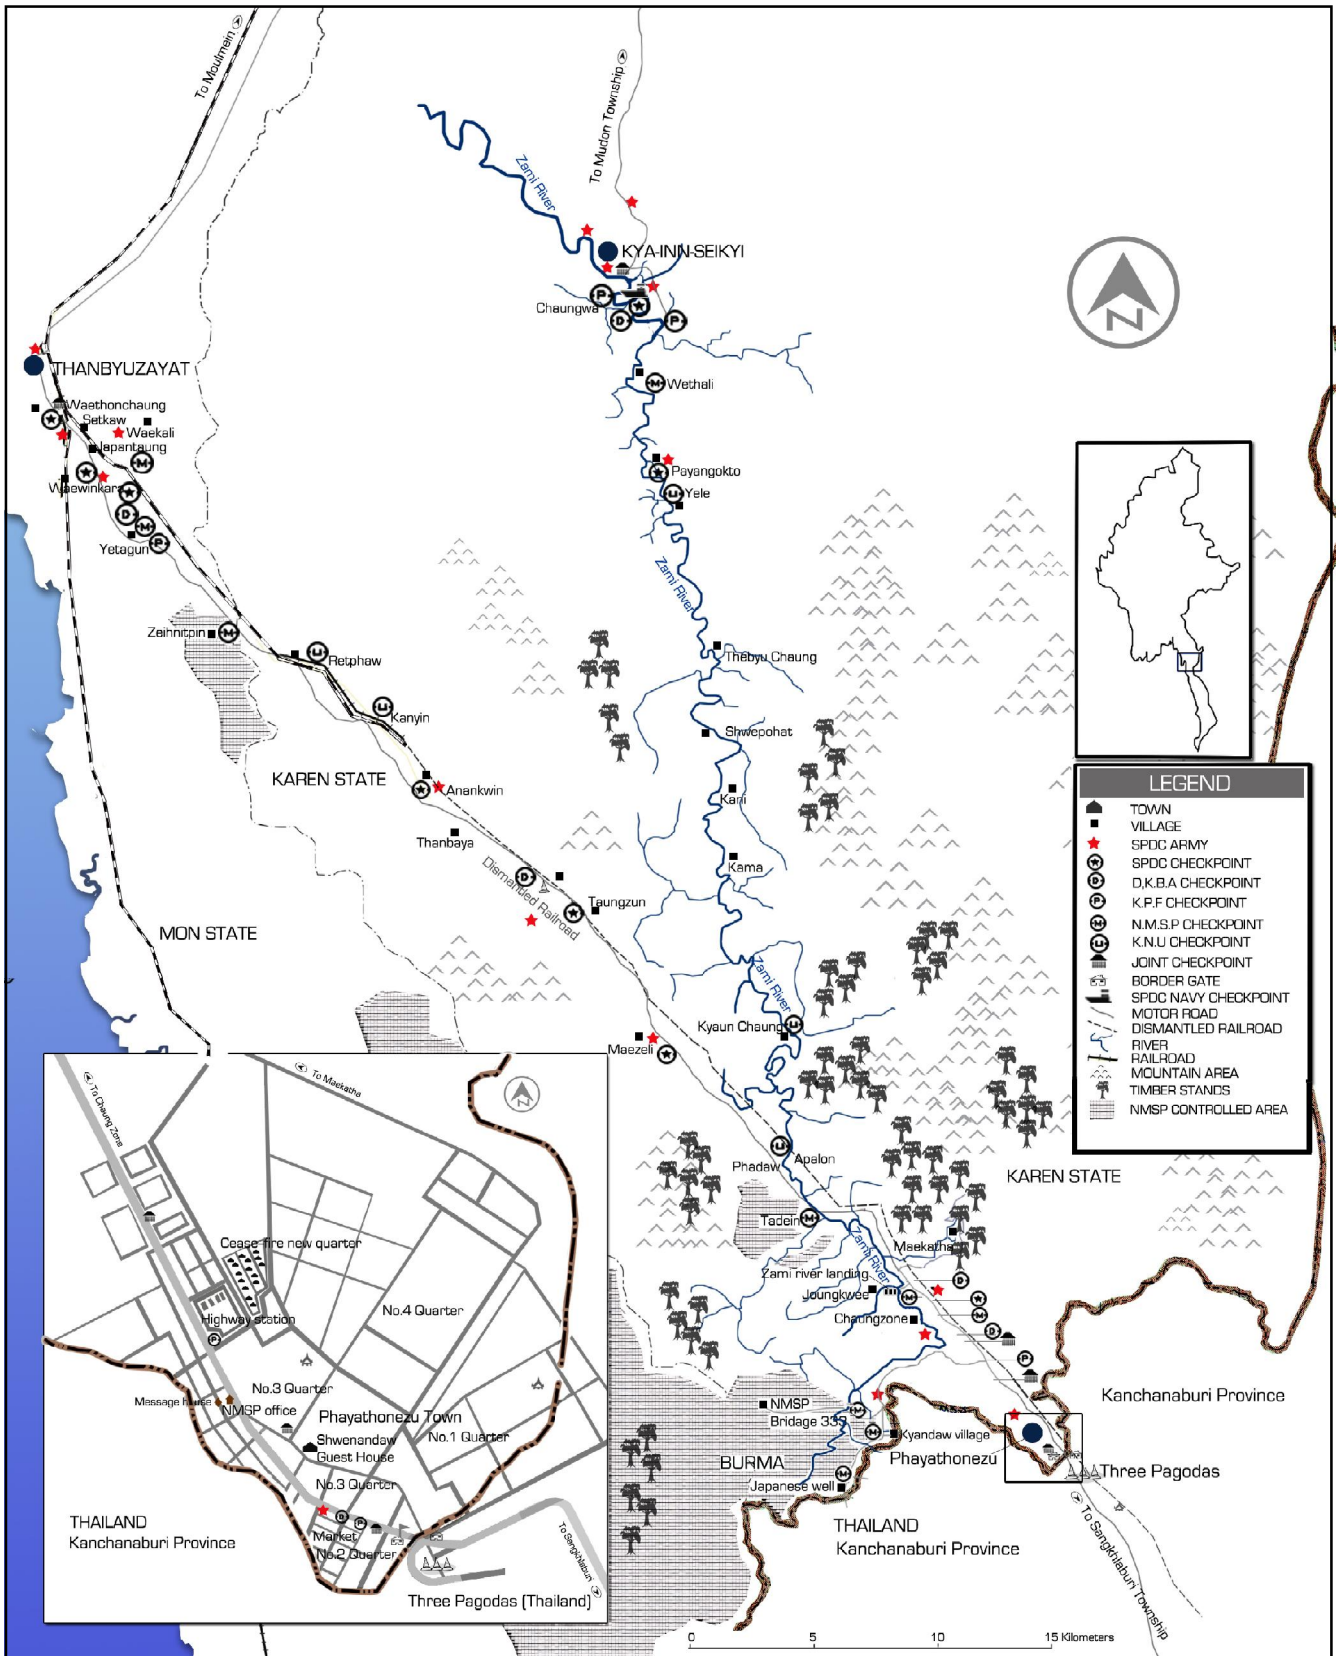 To Moulmein
To Mudon Township
Zami River
KYA-INN-SEIKYI
P
Chaungwa
D
P
THANBYUZAYAT
Wethali
M
Waethonchaung
Setkaw
Waekali
Japantaung
M
Payangokto
Waewinkara
U
Yele
D
M
Yetagun
P
Zami River
Zeihnitpin
M
U
Retphaw
Thebyu Chaung
U
Kanyin
Shwepohat
KAREN STATE
Anankwin
Kani
Thanbaya
Kama
D
Dismantled Railroad
Taungzun
MON STATE
Zami River
Kyaun Chaung
U
Maezeli
U
Apalon
Phadaw
KAREN STATE
Tadein
M
Zami River
Maekatha
Zami river landing
Joungkwee
M
D
M
D
Chaungzone
P
Kanchanaburi Province
NMSP
Bridage 333
M
M
Kyandaw village
Phayathonezu
BURMA
M
Japanese well
Three Pagodas
THAILAND
Kanchanaburi Province
To Sangkhlaburi Township
0 5 10 15 Kilometers
N
LEGEND
TOWN
VILLAGE
SPDC ARMY
SPDC CHECKPOINT
D D,K.B.A CHECKPOINT
P K.P.F CHECKPOINT
M N.M.S.P CHECKPOINT
U K.N.U CHECKPOINT
JOINT CHECKPOINT
BORDER GATE
SPDC NAVY CHECKPOINT
MOTOR ROAD
DISMANTLED RAILROAD
RIVER
RAILROAD
MOUNTAIN AREA
TIMBER STANDS
NMSP CONTROLLED AREA
To Chaung Zone
To Maekatha
N
Cease-fire new quarter
No.4 Quarter
Highway station
P
No.3 Quarter
Message house
NMSP office
Phayathonezu Town
No.1 Quarter
Shwenandaw
Guest House
No.3 Quarter
D
P
Market
No.2 Quarter
THAILAND
Kanchanaburi Province
To Sangkhlaburi
Three Pagodas (Thailand)